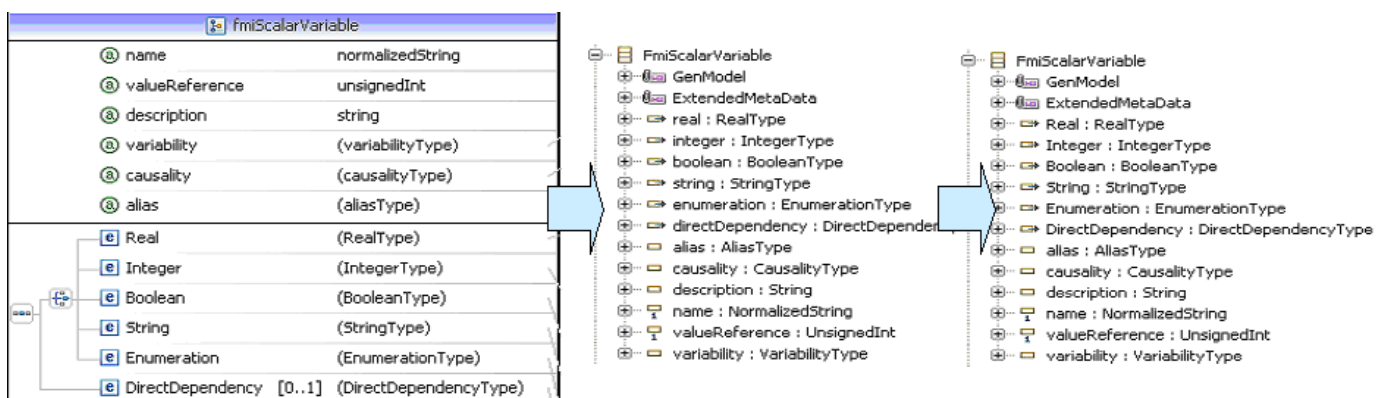 fmiScalarVariable
name normalizedString
valueReference unsignedInt
description string
variability (variabilityType)
causality (causalityType)
alias (aliasType)
Real (RealType)
Integer (IntegerType)
Boolean (BooleanType)
String (StringType)
Enumeration (EnumerationType)
DirectDependency [0..1] (DirectDependencyType)
FmiScalarVariable
GenModel
ExtendedMetaData
real : RealType
integer : IntegerType
boolean : BooleanType
string : StringType
enumeration : EnumerationType
directDependency : DirectDependen
alias : AliasType
causality : CausalityType
description : String
name : NormalizedString
valueReference : UnsignedInt
variability : VariabilityType
FmiScalarVariable
GenModel
ExtendedMetaData
Real : RealType
Integer : IntegerType
Boolean : BooleanType
String : StringType
Enumeration : EnumerationType
DirectDependency : DirectDependencyType
alias : AliasType
causality : CausalityType
description : String
name : NormalizedString
valueReference : UnsignedInt
variability : VariabilityType